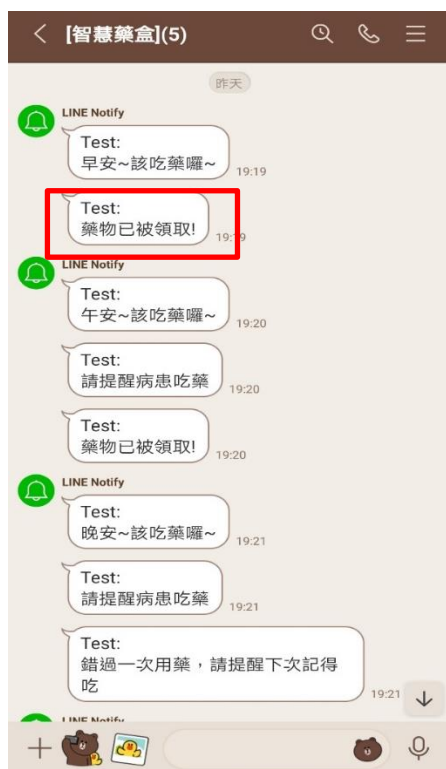 [智慧藥盒](5)
昨天
LINE Notify
Test:
早安~該吃藥囉~
19:19
Test:
藥物已被領取!
19:19
LINE Notify
Test:
午安~該吃藥囉~
19:20
Test:
請提醒病患吃藥
19:20
Test:
藥物已被領取!
19:20
LINE Notify
Test:
晚安~該吃藥囉~
19:21
Test:
請提醒病患吃藥
19:21
Test:
錯過一次用藥，請提醒下次記得
吃
19:21
LINE Notify